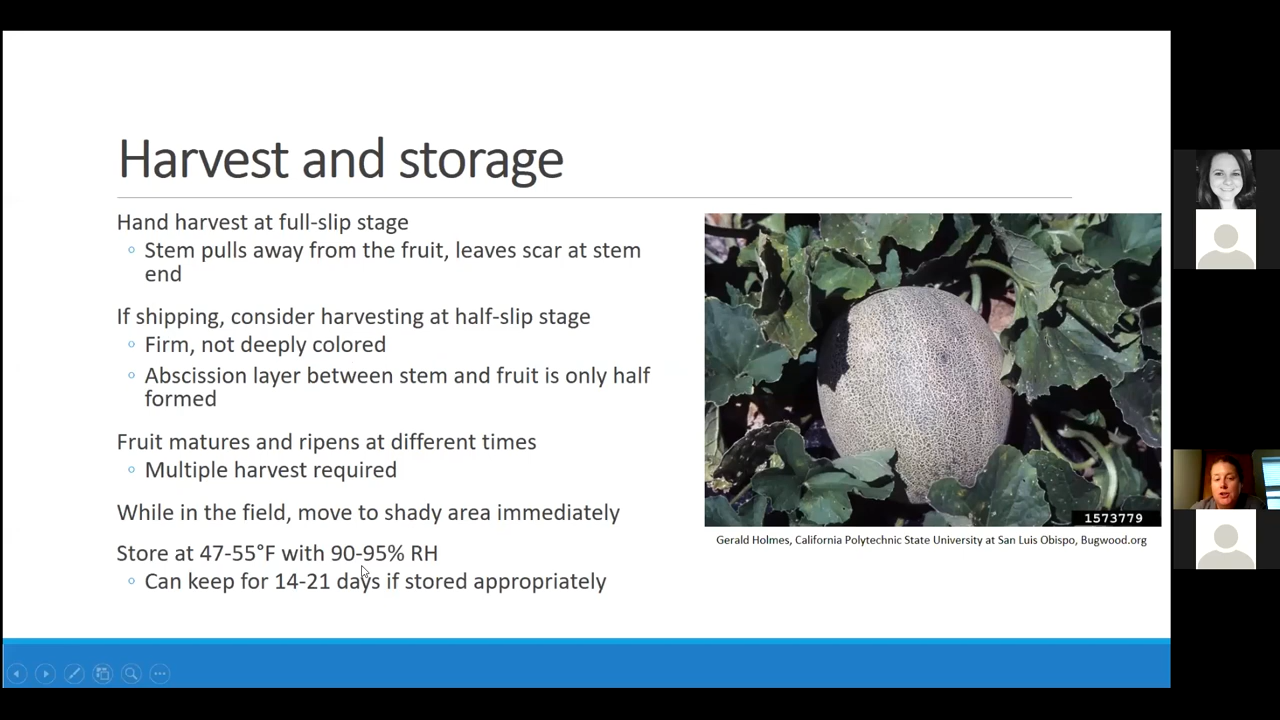 Harvest and storage
Hand harvest at full-slip stage
Stem pulls away from the fruit, leaves scar at stem
end
If shipping, consider harvesting at half-slip stage
Firm, not deeply colored
Abscission layer between stem and fruit is only half
formed
Fruit matures and ripens at different times
Multiple harvest required
While in the field, move to shady area immediately
Store at 47-55°F with 90-95% RH
Can keep for 14-21 days if stored appropriately
1573779
Gerald Holmes, California Polytechnic State University at San Luis Obispo, Bugwood.org